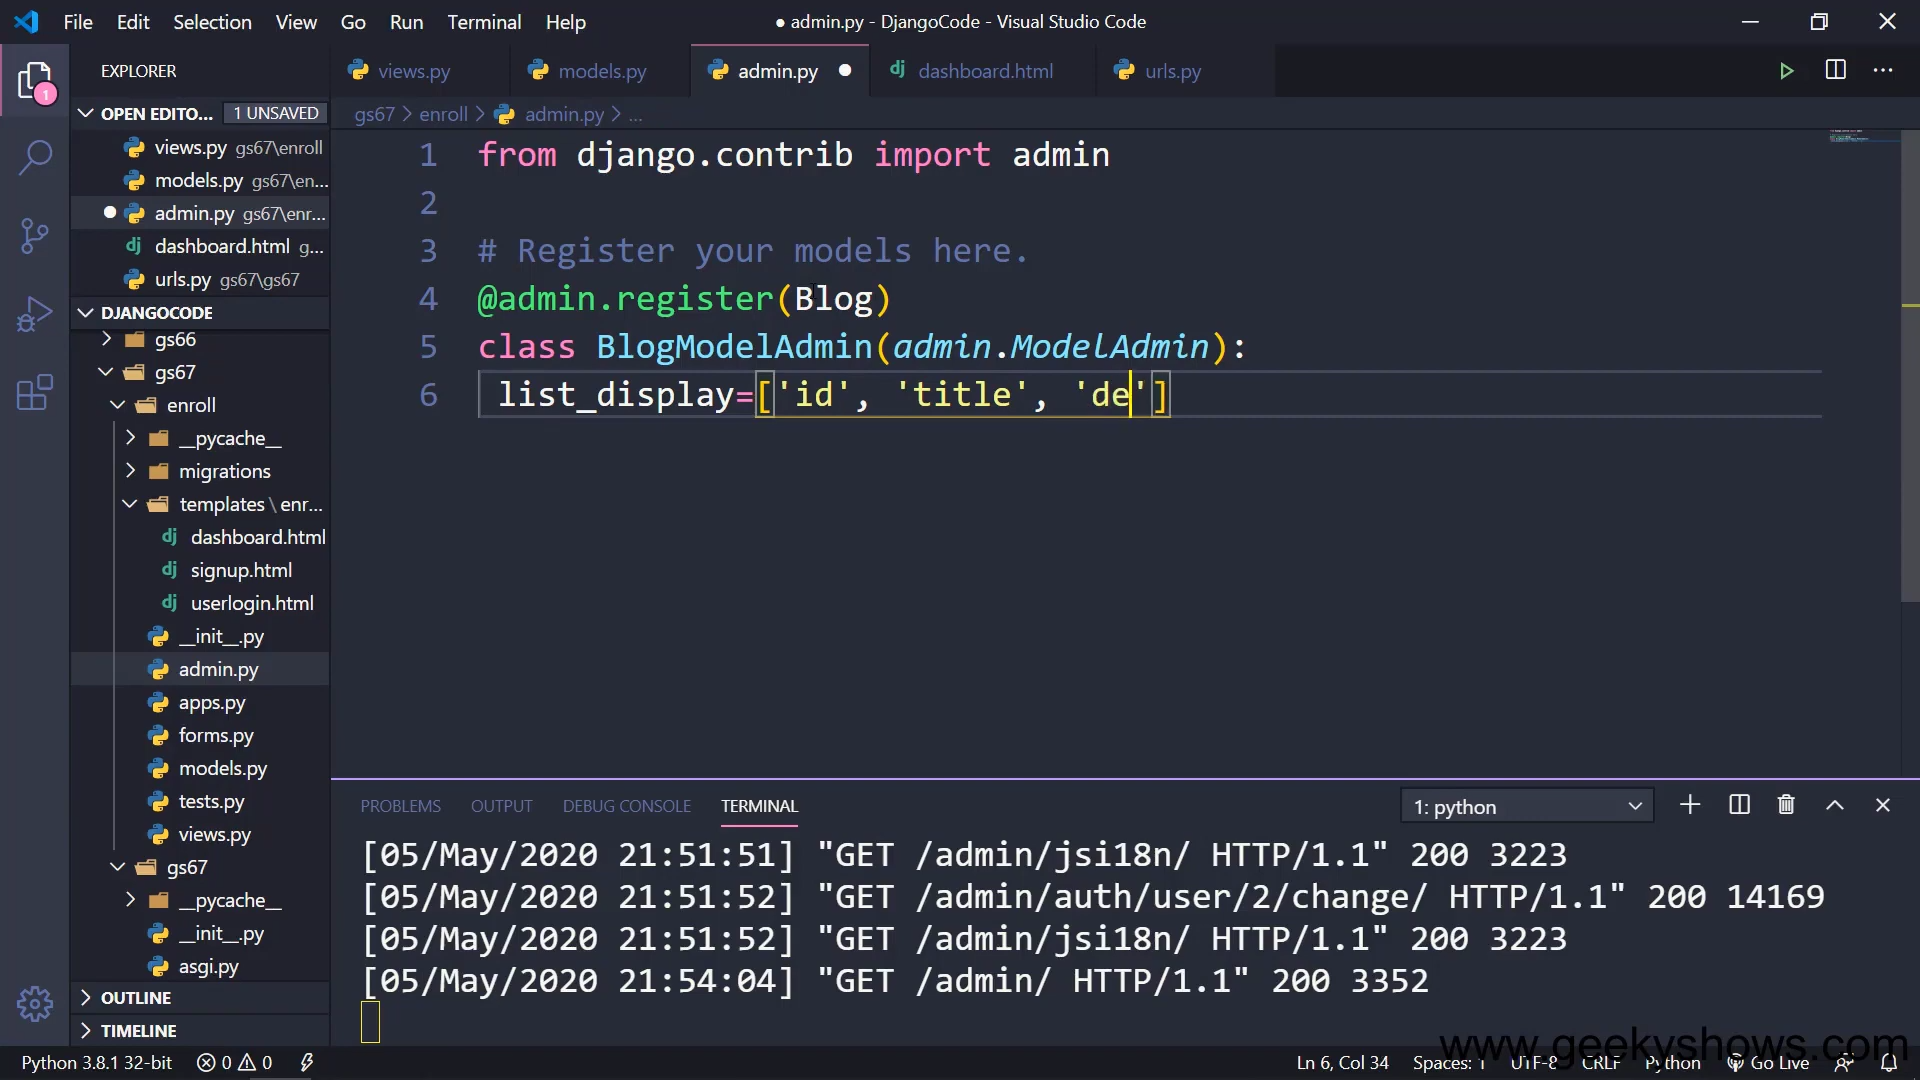 File Edit Selection View Go Run Terminal Help
● admin.py - DjangoCode - Visual Studio Code
EXPLORER
views.py models.py admin.py ● dashboard.html urls.py
OPEN EDITO... 1 UNSAVED
gs67 > enroll > admin.py > ...
views.py gs67\enroll
models.py gs67\en...
admin.py gs67\enr...
dashboard.html g...
urls.py gs67\gs67
DJANGOCODE
gs66
gs67
enroll
__pycache__
migrations
templates\enr...
dashboard.html
signup.html
userlogin.html
__init__.py
admin.py
apps.py
forms.py
models.py
tests.py
views.py
gs67
__pycache__
__init__.py
asgi.py
OUTLINE
TIMELINE
1 from django.contrib import admin
2
3 # Register your models here.
4 @admin.register(Blog)
5 class BlogModelAdmin(admin.ModelAdmin):
6 list_display=['id', 'title', 'de']
PROBLEMS OUTPUT DEBUG CONSOLE TERMINAL
1: python
[05/May/2020 21:51:51] "GET /admin/jsi18n/ HTTP/1.1" 200 3223
[05/May/2020 21:51:52] "GET /admin/auth/user/2/change/ HTTP/1.1" 200 14169
[05/May/2020 21:51:52] "GET /admin/jsi18n/ HTTP/1.1" 200 3223
[05/May/2020 21:54:04] "GET /admin/ HTTP/1.1" 200 3352
www.geekyshows.com
Python 3.8.1 32-bit 0 0 Ln 6, Col 34 Spaces: 1 UTF-8 CRLF Python Go Live